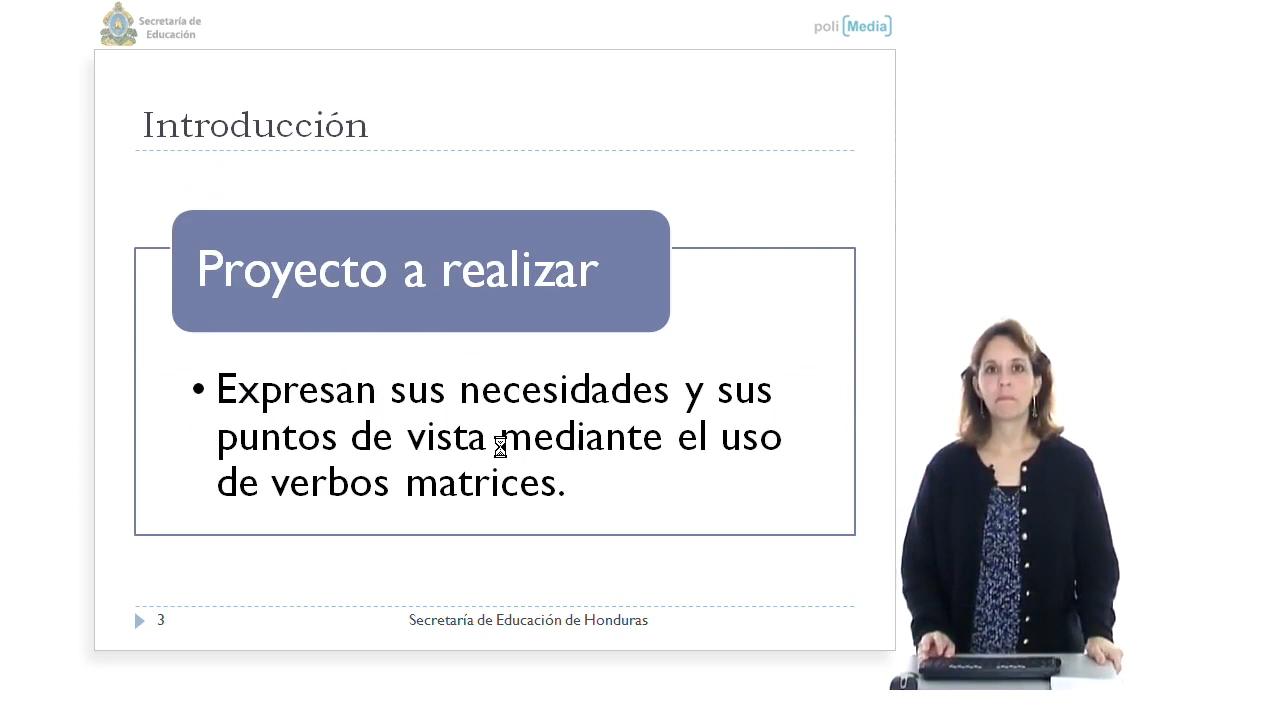 Secretaría de
Educación
poli [Media]
Introducción
Proyecto a realizar
• Expresan sus necesidades y sus
puntos de vista mediante el uso
de verbos matrices.
3
Secretaría de Educación de Honduras